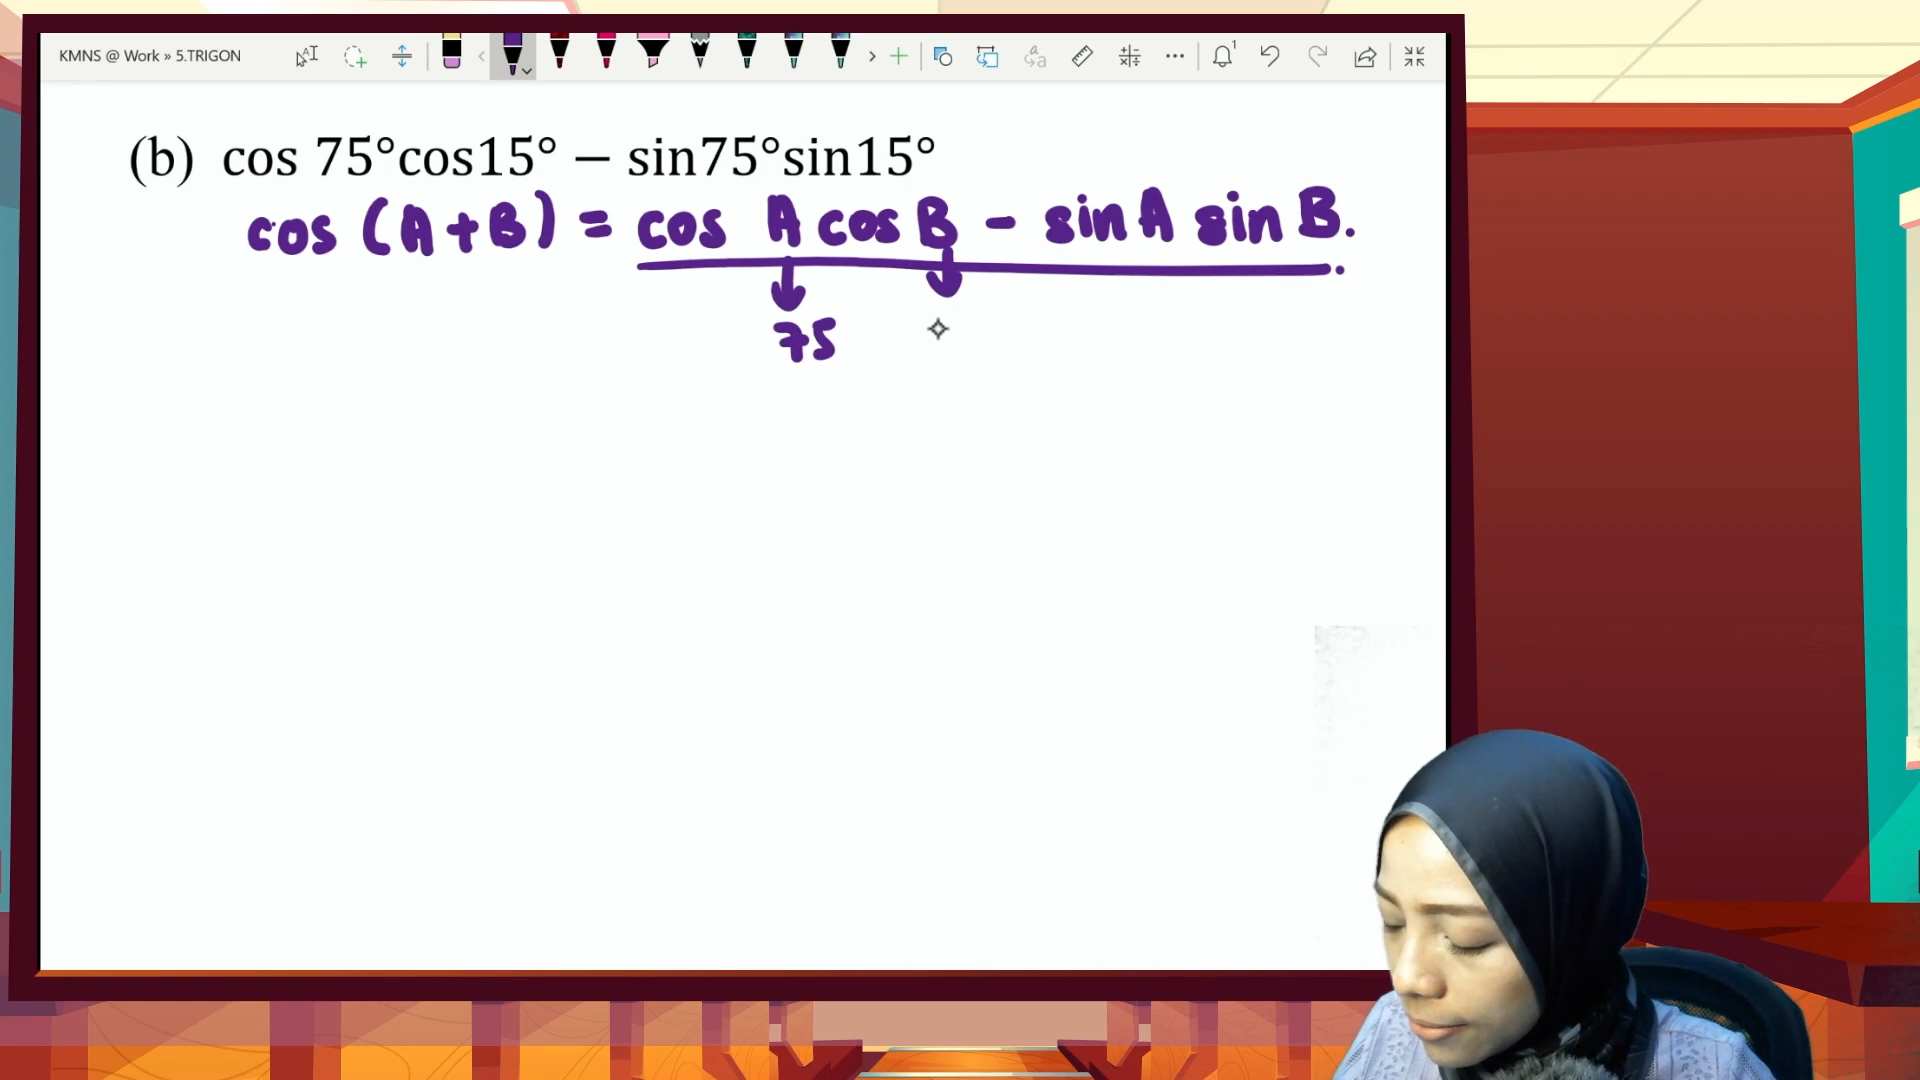 KMNS @ Work » 5.TRIGON
(b) cos 75°cos15° – sin75°sin15°
cos (A+B) = cos A cos B - sin A sin B.
75